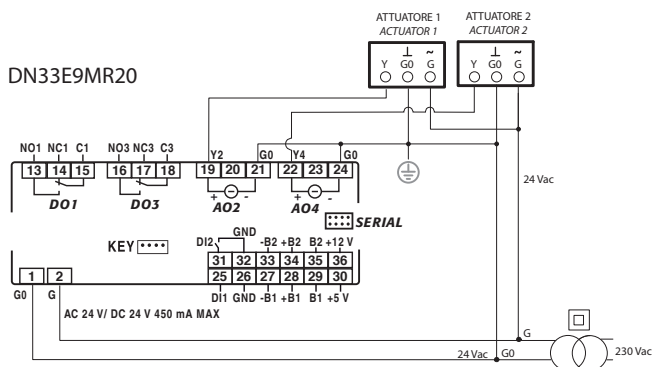 ATTUATORE 1
ACTUATOR 1
ATTUATORE 2
ACTUATOR 2
⊥ ~
Y G0 G
⊥ ~
Y G0 G
DN33E9MR20
NO1 NC1 C1 NO3 NC3 C3 Y2 G0 Y4 G0
13 14 15 16 17 18 19 20 21 22 23 24
+ - + -
DO1 DO3 AO2 AO4
24 Vac
SERIAL
KEY
GND
DI2 -B2 +B2 B2 +12 V
31 32 33 34 35 36
1 2 25 26 27 28 29 30
G0 G DI1 GND -B1 +B1 B1 +5 V
AC 24 V/ DC 24 V 450 mA MAX
G
24 Vac G0
230 Vac